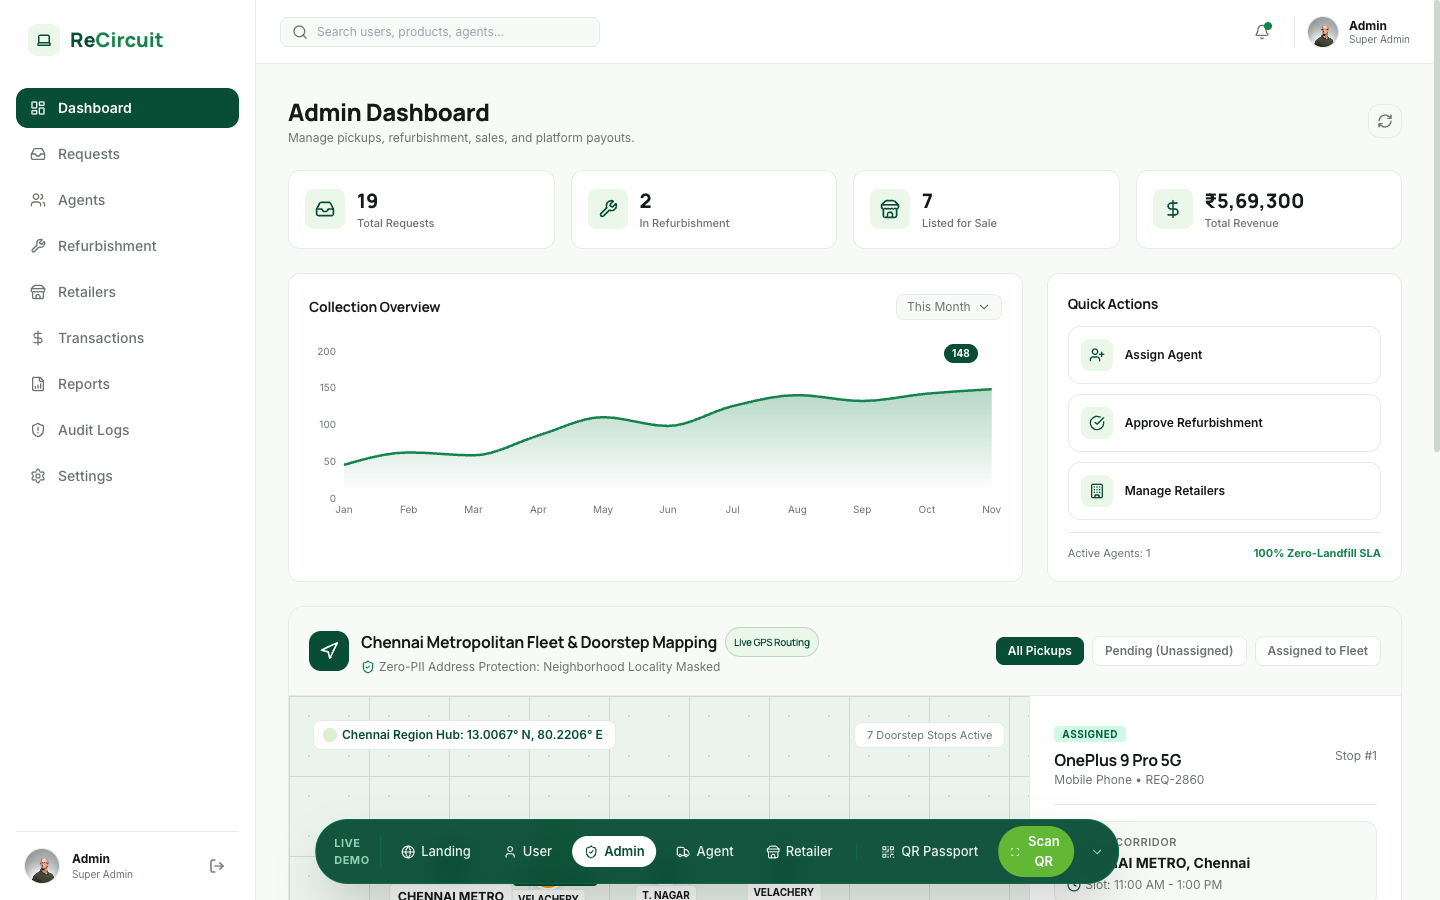 ReCircuit
Search users, products, agents...
Admin
Super Admin
Dashboard
Requests
Agents
Refurbishment
Retailers
Transactions
Reports
Audit Logs
Settings
Admin
Super Admin
Admin Dashboard
Manage pickups, refurbishment, sales, and platform payouts.
19
Total Requests
2
In Refurbishment
7
Listed for Sale
₹5,69,300
Total Revenue
Collection Overview
This Month
200
150
100
50
0
148
Jan Feb Mar Apr May Jun Jul Aug Sep Oct Nov
Quick Actions
Assign Agent
Approve Refurbishment
Manage Retailers
Active Agents: 1
100% Zero-Landfill SLA
Chennai Metropolitan Fleet & Doorstep Mapping
Live GPS Routing
Zero-PII Address Protection: Neighborhood Locality Masked
All Pickups
Pending (Unassigned)
Assigned to Fleet
Chennai Region Hub: 13.0067° N, 80.2206° E
7 Doorstep Stops Active
ASSIGNED
OnePlus 9 Pro 5G
Stop #1
Mobile Phone • REQ-2860
CORRIDOR
METRO, Chennai
Slot: 11:00 AM - 1:00 PM
LIVE
DEMO
Landing
User
Admin
Agent
Retailer
QR Passport
Scan
QR
CHENNAI METRO
VELACHERY
T. NAGAR
VELACHERY